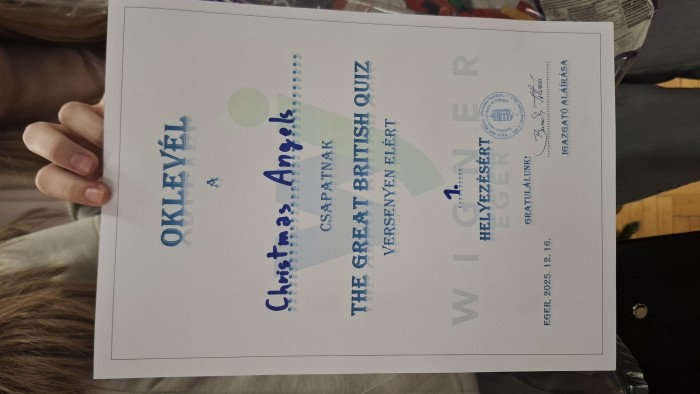 OKLEVÉL
A
Christmas Angels
CSAPATNAK
THE GREAT BRITISH QUIZ
VERSENYEN ELÉRT
WIGNER
EGER
1.
HELYEZÉSÉRT
GRATULÁLUNK!
EGER, 2025. 12. 16.
IGAZGATÓ ALÁÍRÁSA